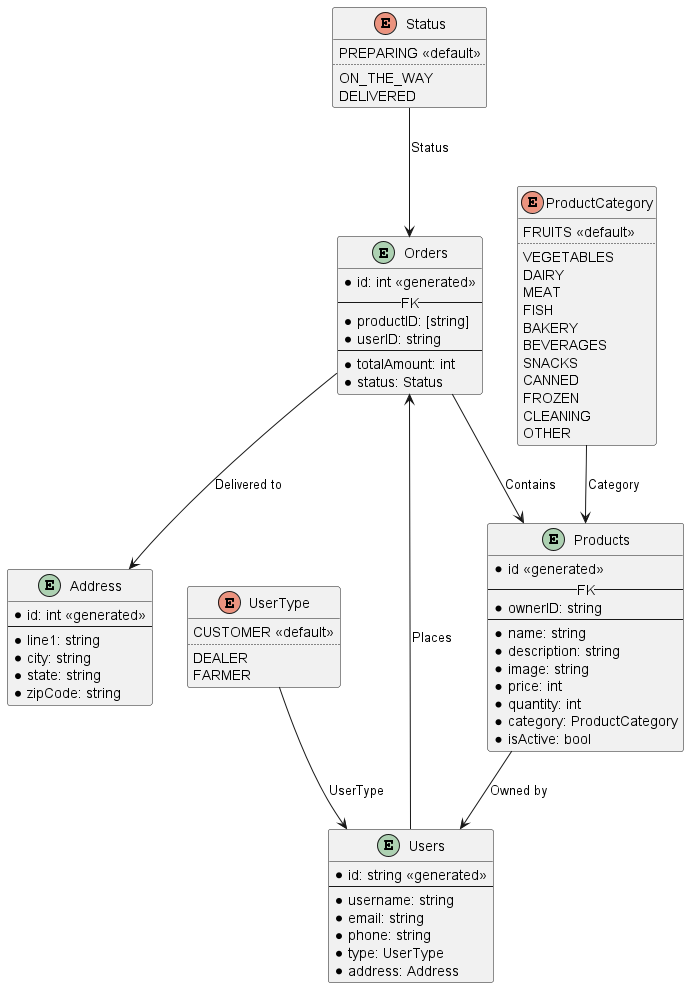 E Status
PREPARING «default»
ON_THE_WAY
DELIVERED
Status
E ProductCategory
FRUITS «default»
VEGETABLES
DAIRY
MEAT
FISH
BAKERY
BEVERAGES
SNACKS
CANNED
FROZEN
CLEANING
OTHER
E Orders
id: int «generated»
FK
productID: [string]
userID: string
totalAmount: int
status: Status
Delivered to
Contains
Category
E Products
id «generated»
FK
ownerID: string
name: string
description: string
image: string
price: int
quantity: int
category: ProductCategory
isActive: bool
E Address
id: int «generated»
line1: string
city: string
state: string
zipCode: string
E UserType
CUSTOMER «default»
DEALER
FARMER
Places
UserType
Owned by
E Users
id: string «generated»
username: string
email: string
phone: string
type: UserType
address: Address